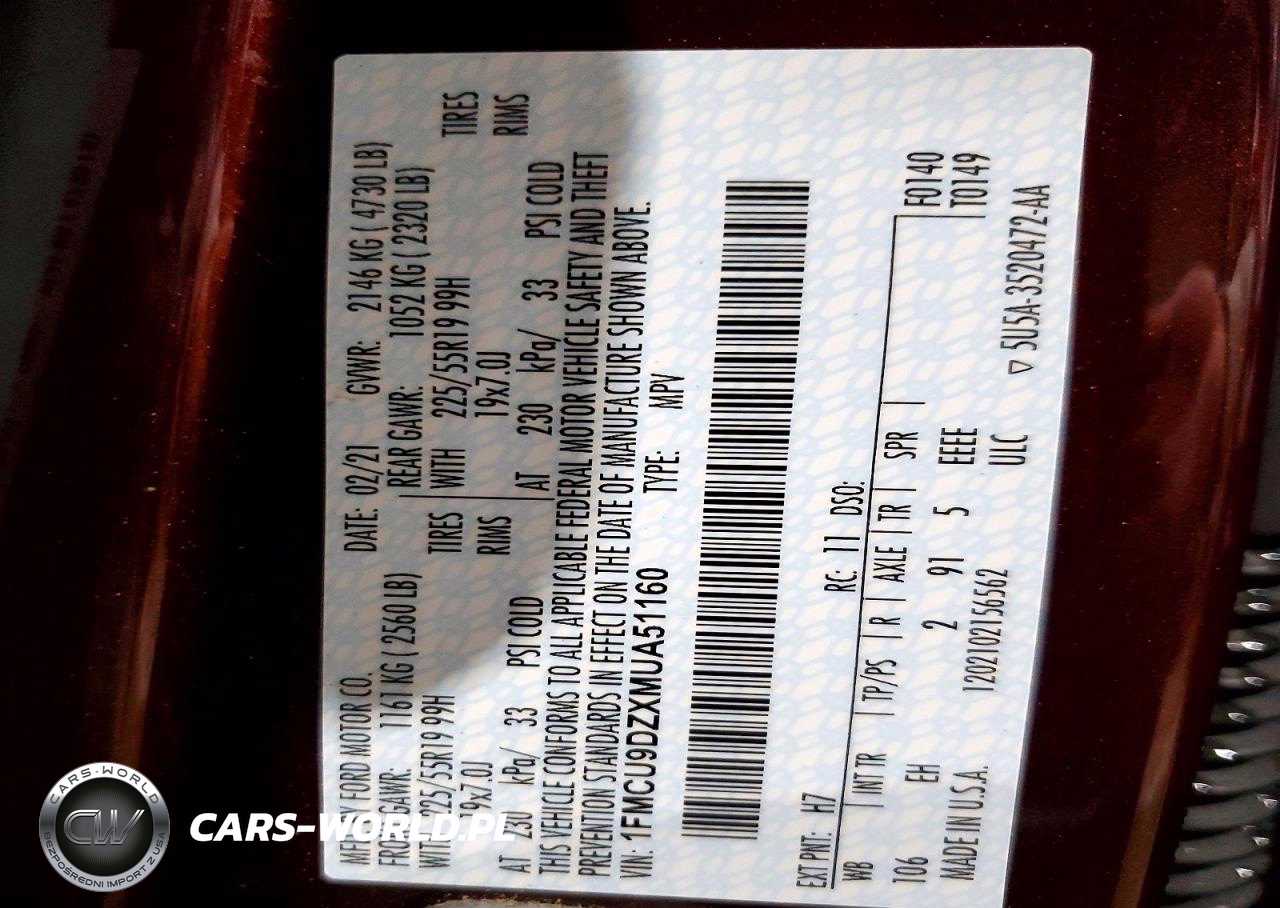 MFD. BY FORD MOTOR CO.
DATE: 02/21 GVWR: 2146 KG ( 4730 LB)
FRONT GAWR: 1161 KG ( 2560 LB)
REAR GAWR: 1052 KG ( 2320 LB)
WITH 225/55R19 99H TIRES
WITH 225/55R19 99H TIRES
19x7.0J RIMS
19x7.0J RIMS
AT 230 kPa/ 33 PSI COLD
AT 230 kPa/ 33 PSI COLD
THIS VEHICLE CONFORMS TO ALL APPLICABLE FEDERAL MOTOR VEHICLE SAFETY AND THEFT
PREVENTION STANDARDS IN EFFECT ON THE DATE OF MANUFACTURE SHOWN ABOVE.
VIN: 1FMCU9DZXMUA51160 TYPE: MPV
EXT PNT: H7 RC: 11 DSO:
WB INT TR TP/PS R AXLE TR SPR
F0140
T0149
106 EH 2 91 5 EEEE
MADE IN U.S.A. 1202102156562 ULC
▽ 5U5A-3520472-AA
CARS-WORLD
CW
BEZPOŚREDNI IMPORT Z USA
CARS-WORLD.PL